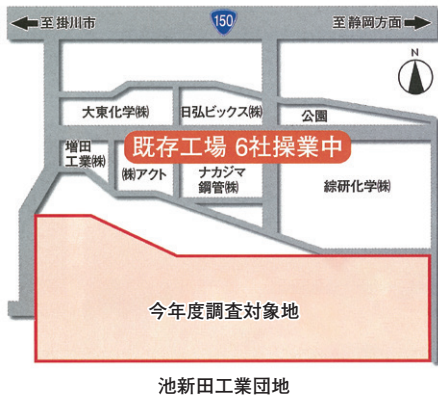 至掛川市
150
至静岡方面
N
大東化学㈱
日弘ビックス㈱
公園
増田
工業㈱
既存工場 6社操業中
㈱アクト
ナカジマ
鋼管㈱
綜研化学㈱
今年度調査対象地
池新田工業団地